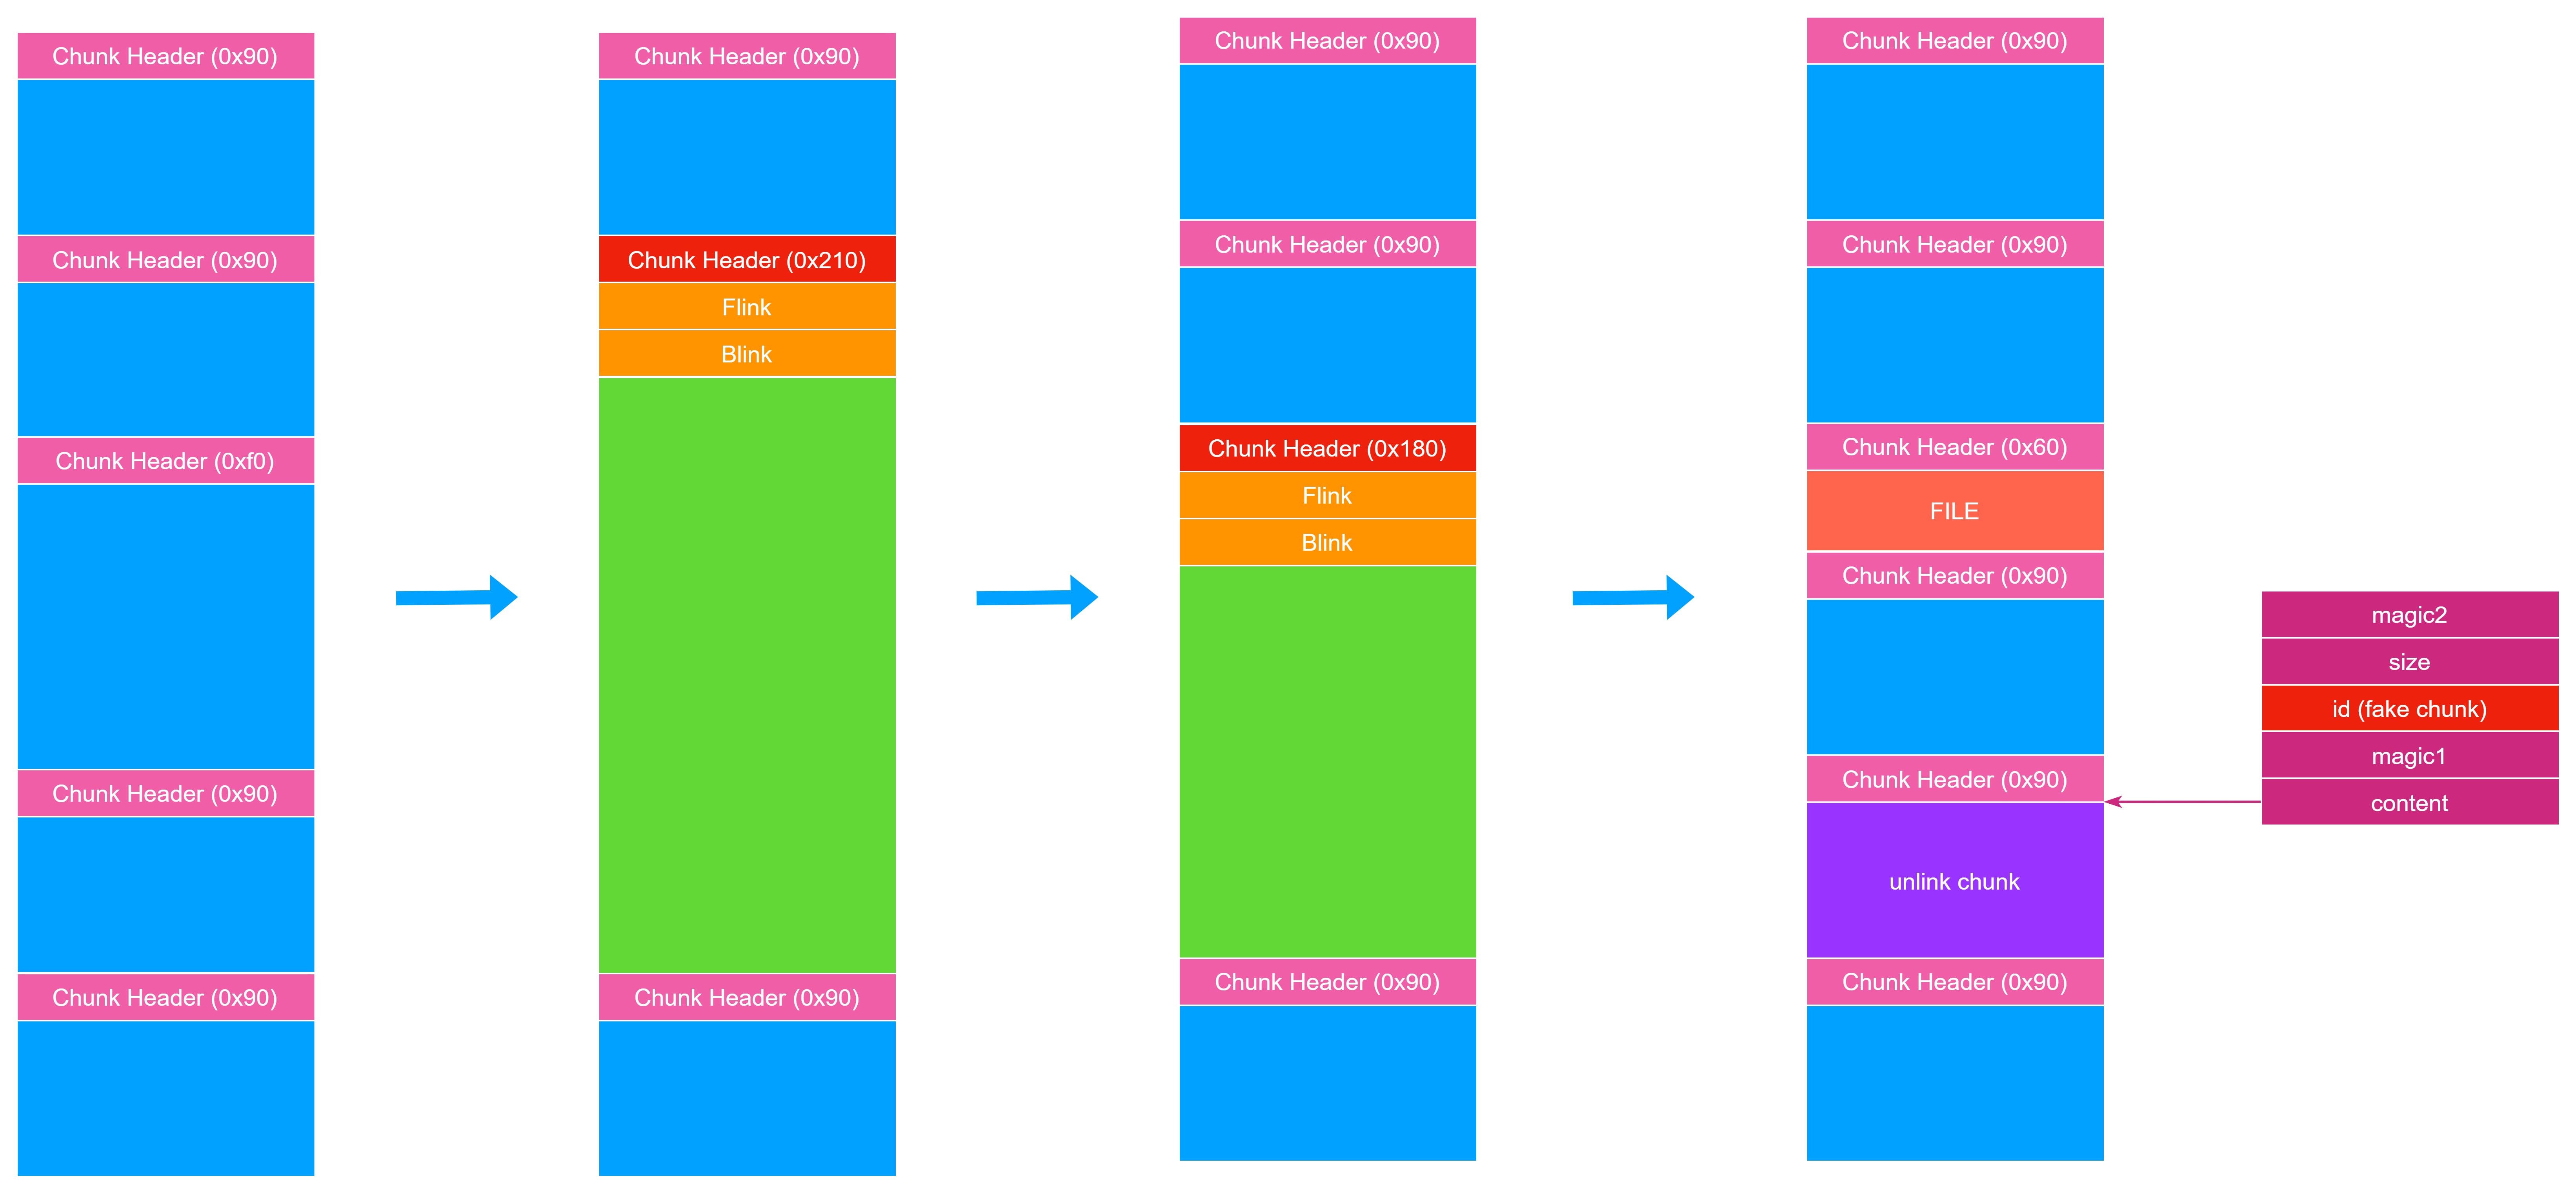 Chunk Header (0x90)
Chunk Header (0x90)
Chunk Header (0xf0)
Chunk Header (0x90)
Chunk Header (0x90)
Chunk Header (0x90)
Chunk Header (0x210)
Flink
Blink
Chunk Header (0x90)
Chunk Header (0x90)
Chunk Header (0x90)
Chunk Header (0x180)
Flink
Blink
Chunk Header (0x90)
Chunk Header (0x90)
Chunk Header (0x90)
Chunk Header (0x60)
FILE
Chunk Header (0x90)
Chunk Header (0x90)
unlink chunk
Chunk Header (0x90)
magic2
size
id (fake chunk)
magic1
content